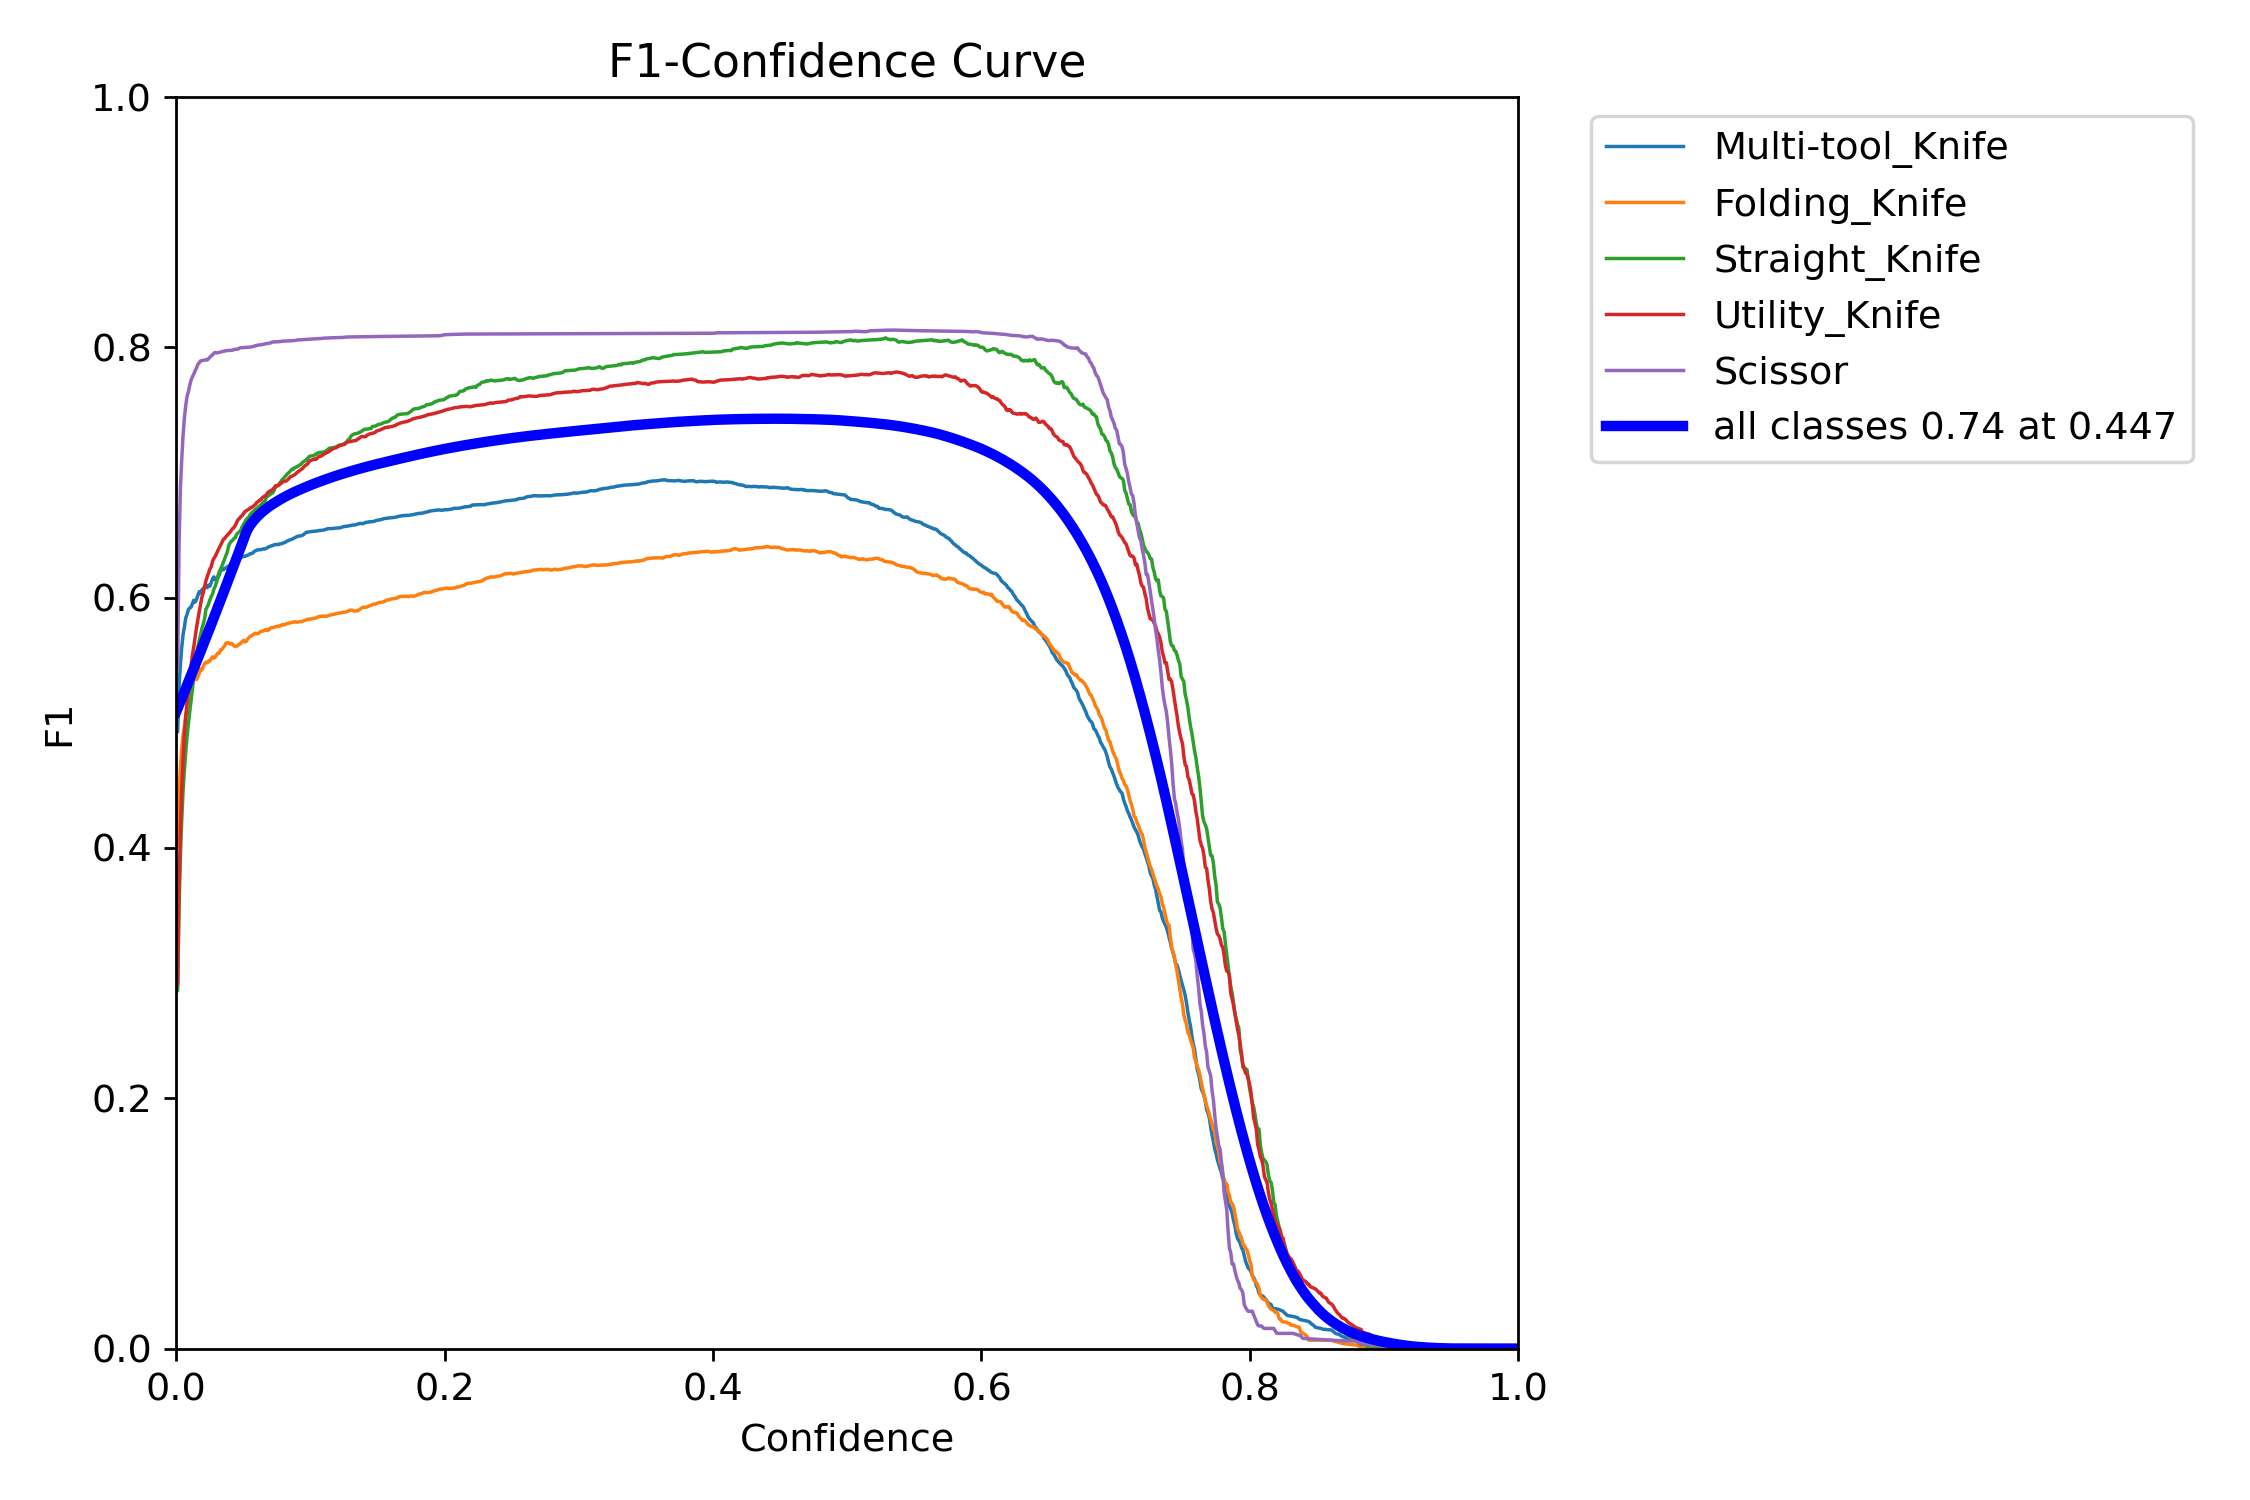 F1-Confidence Curve
1.0
0.8
0.6
0.4
0.2
0.0
F1
0.0 0.2 0.4 0.6 0.8 1.0
Confidence
Multi-tool_Knife
Folding_Knife
Straight_Knife
Utility_Knife
Scissor
all classes 0.74 at 0.447